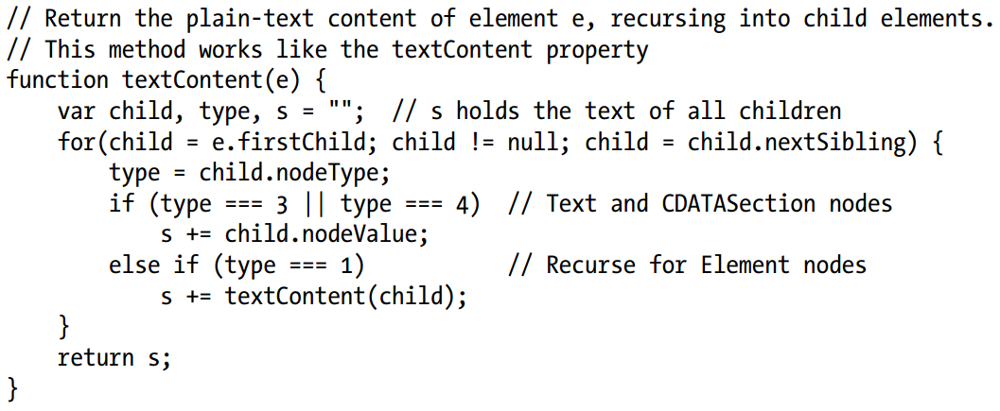 // Return the plain-text content of element e, recursing into child elements.
// This method works like the textContent property
function textContent(e) {
    var child, type, s = "";  // s holds the text of all children
    for(child = e.firstChild; child != null; child = child.nextSibling) {
        type = child.nodeType;
        if (type === 3 || type === 4)  // Text and CDATASection nodes
            s += child.nodeValue;
        else if (type === 1)           // Recurse for Element nodes
            s += textContent(child);
    }
    return s;
}